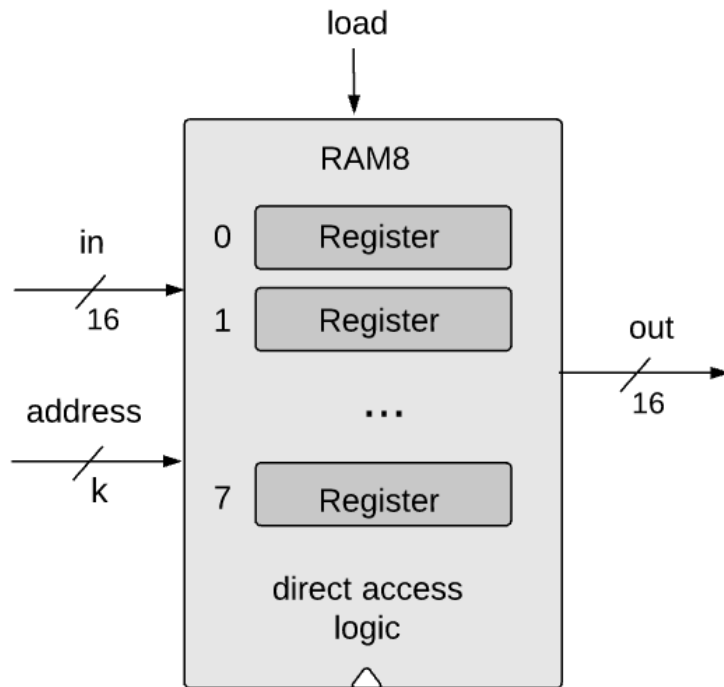 load
RAM8
0 Register
in
16
1 Register
out
16
address
k
...
7 Register
direct access
logic